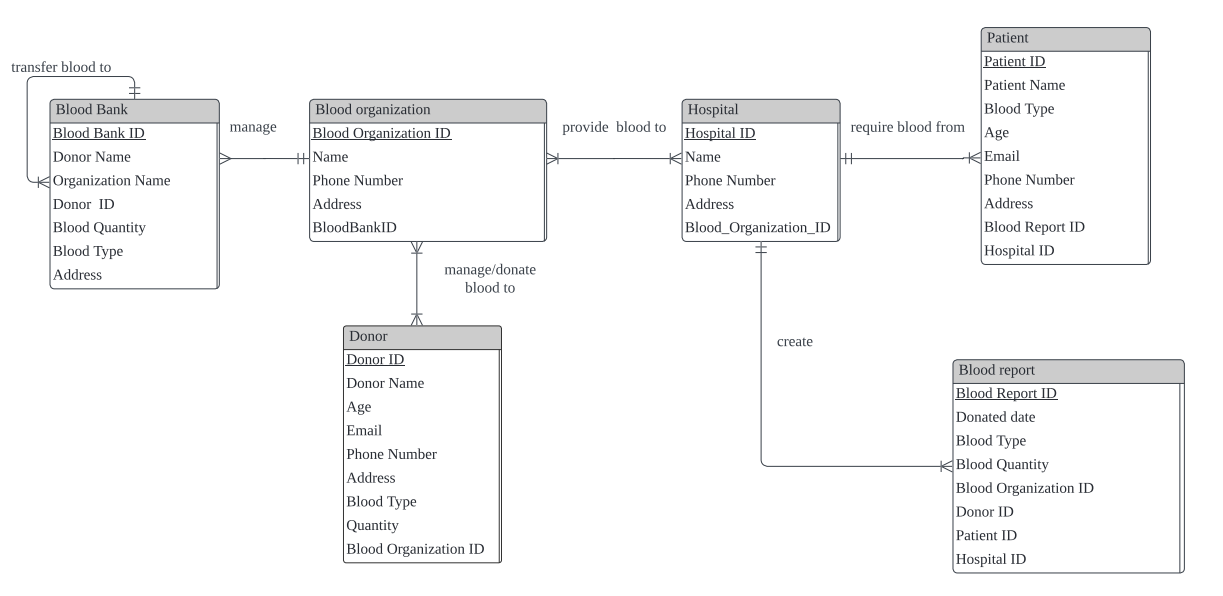 transfer blood to
Blood Bank
Blood Bank ID
Donor Name
Organization Name
Donor  ID
Blood Quantity
Blood Type
Address
manage
Blood organization
Blood Organization ID
Name
Phone Number
Address
BloodBankID
provide  blood to
Hospital
Hospital ID
Name
Phone Number
Address
Blood_Organization_ID
require blood from
Patient
Patient ID
Patient Name
Blood Type
Age
Email
Phone Number
Address
Blood Report ID
Hospital ID
manage/donate
blood to
Donor
Donor ID
Donor Name
Age
Email
Phone Number
Address
Blood Type
Quantity
Blood Organization ID
create
Blood report
Blood Report ID
Donated date
Blood Type
Blood Quantity
Blood Organization ID
Donor ID
Patient ID
Hospital ID